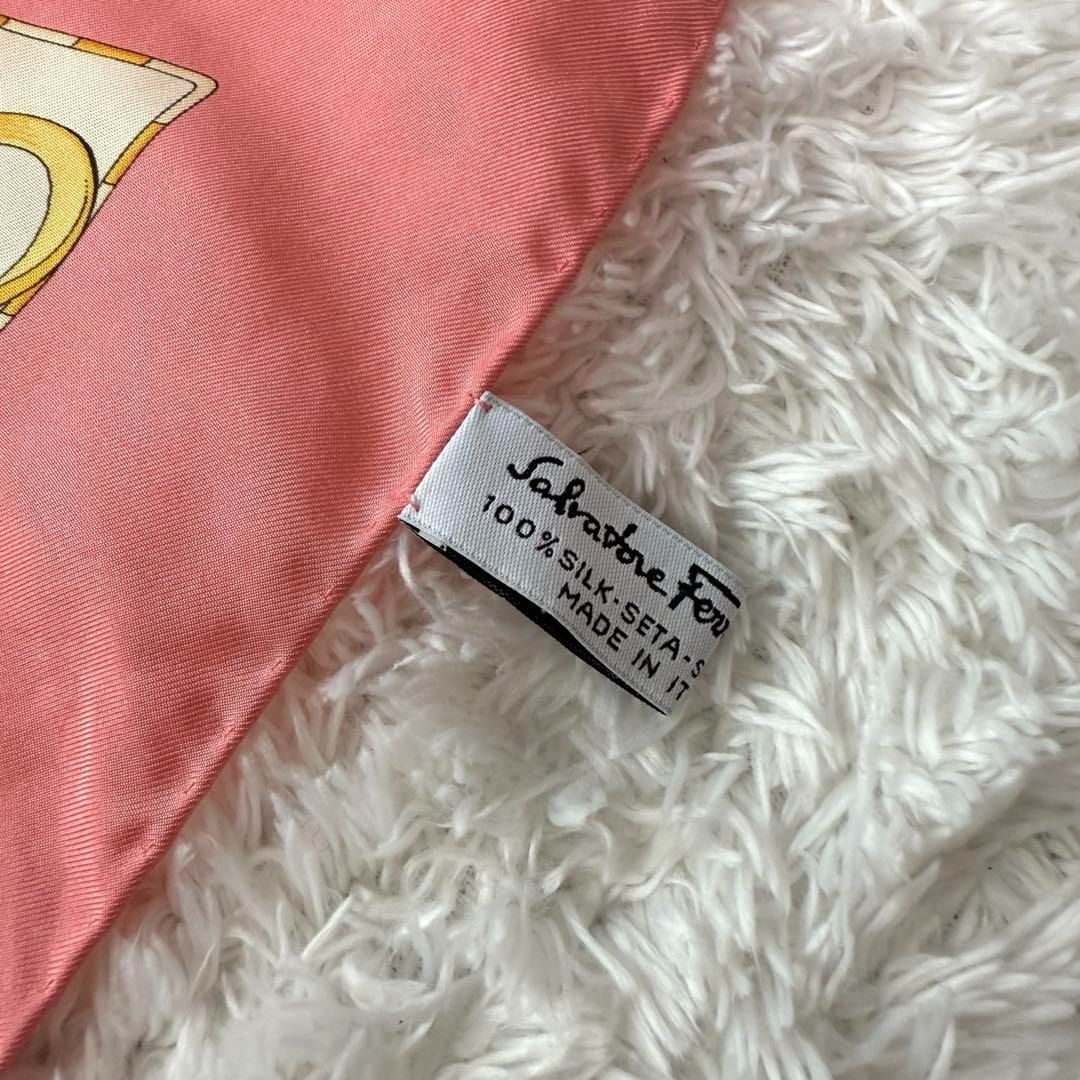 Salvatore Fer
100% SILK-SETA-S
MADE IN IT